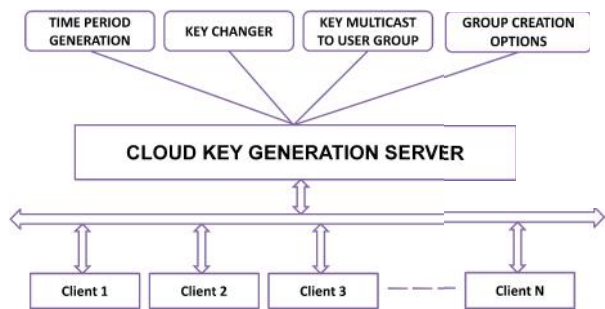 TIME PERIOD
GENERATION
KEY CHANGER
KEY MULTICAST
TO USER GROUP
GROUP CREATION
OPTIONS
CLOUD KEY GENERATION SERVER
Client 1
Client 2
Client 3
Client N